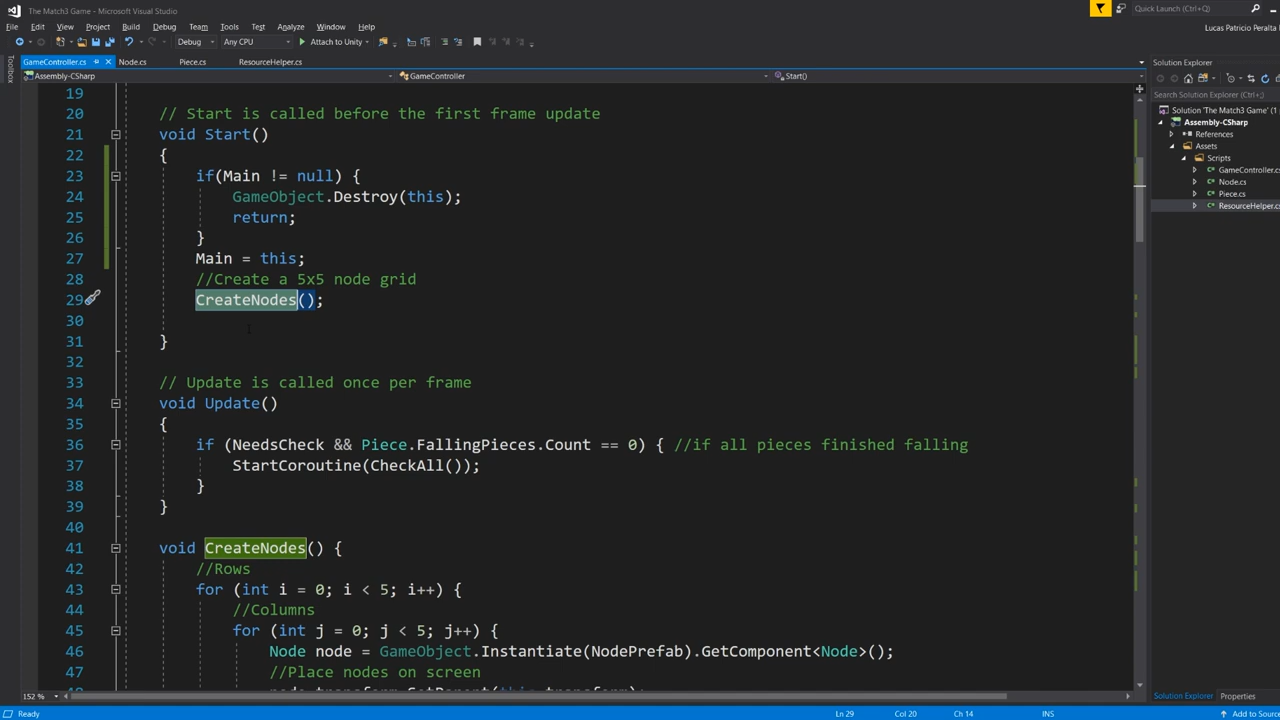 The Match3 Game - Microsoft Visual Studio
Quick Launch (Ctrl+Q)
File Edit View Project Build Debug Team Tools Test Analyze Window Help
Lucas Patricio Peralta
Debug Any CPU Attach to Unity
Toolbox
GameController.cs Node.cs Piece.cs ResourceHelper.cs
Assembly-CSharp GameController Start()
19
20 // Start is called before the first frame update
21 void Start()
22 {
23 if(Main != null) {
24 GameObject.Destroy(this);
25 return;
26 }
27 Main = this;
28 //Create a 5x5 node grid
29 CreateNodes();
30
31 }
32
33 // Update is called once per frame
34 void Update()
35 {
36 if (NeedsCheck && Piece.FallingPieces.Count == 0) { //if all pieces finished falling
37 StartCoroutine(CheckAll());
38 }
39 }
40
41 void CreateNodes() {
42 //Rows
43 for (int i = 0; i < 5; i++) {
44 //Columns
45 for (int j = 0; j < 5; j++) {
46 Node node = GameObject.Instantiate(NodePrefab).GetComponent<Node>();
47 //Place nodes on screen
Solution Explorer
Search Solution Explorer (Ctrl+;)
Solution 'The Match3 Game' (1
Assembly-CSharp
References
Assets
Scripts
GameController.cs
Node.cs
Piece.cs
ResourceHelper.cs
152 %
Solution Explorer Properties
Ready Ln 29 Col 20 Ch 14 INS Add to Source